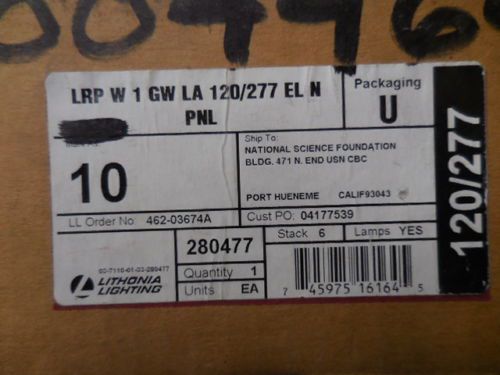 LRP W 1 GW LA 120/277 EL N
PNL
Packaging
U
10
Ship To:
NATIONAL SCIENCE FOUNDATION
BLDG. 471 N. END USN CBC
PORT HUENEME CALIF93043
LL Order No 462-03674A
Cust PO: 04177539
120/277
280477
Quantity 1
Units EA
Stack 6
Lamps YES
7 45975 16164 5
LITHONIA
LIGHTING